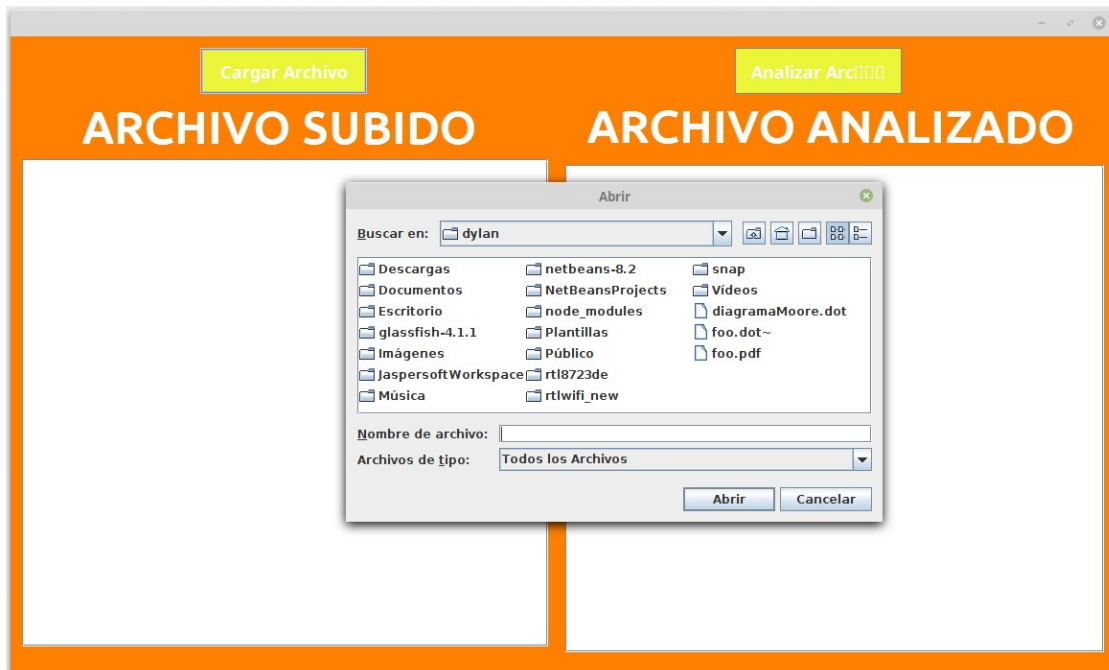 Cargar Archivo
Analizar Arc
ARCHIVO SUBIDO
ARCHIVO ANALIZADO
Abrir
Buscar en: dylan
Descargas netbeans-8.2 snap
Documentos NetBeansProjects Vídeos
Escritorio node_modules diagramaMoore.dot
glassfish-4.1.1 Plantillas foo.dot~
Imágenes Público foo.pdf
JaspersoftWorkspace rtl8723de
Música rtlwifi_new
Nombre de archivo:
Archivos de tipo: Todos los Archivos
Abrir Cancelar